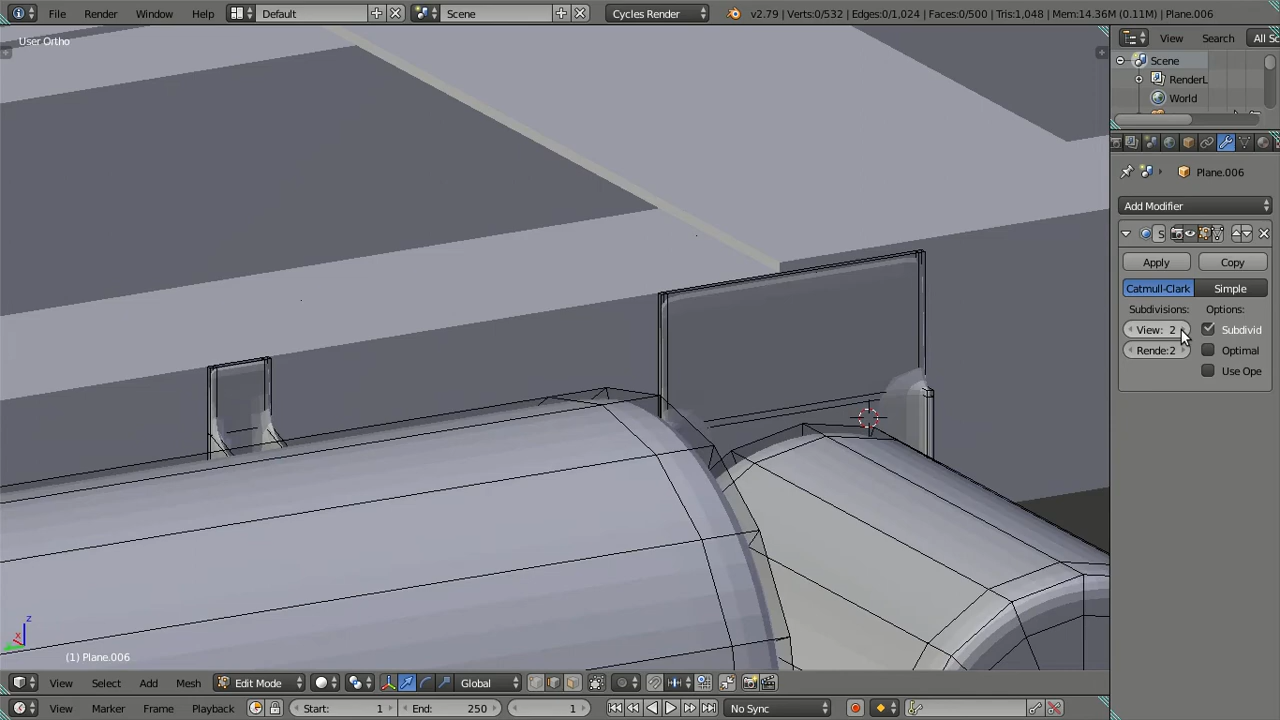 File Render Window Help Default Scene Cycles Render v2.79 | Verts:0/532 | Edges:0/1,024 | Faces:0/500 | Tris:1,048 | Mem:14.36M (0.11M) | Plane.006
User Ortho
View Search All Sc
Scene
RenderL
World
Plane.006
Add Modifier
S
Apply Copy
Catmull-Clark Simple
Subdivisions: Options:
View: 2 Subdivid
Rende:2 Optimal
Use Ope
z
x
(1) Plane.006
View Select Add Mesh Edit Mode Global
View Marker Frame Playback Start: 1 End: 250 1 No Sync